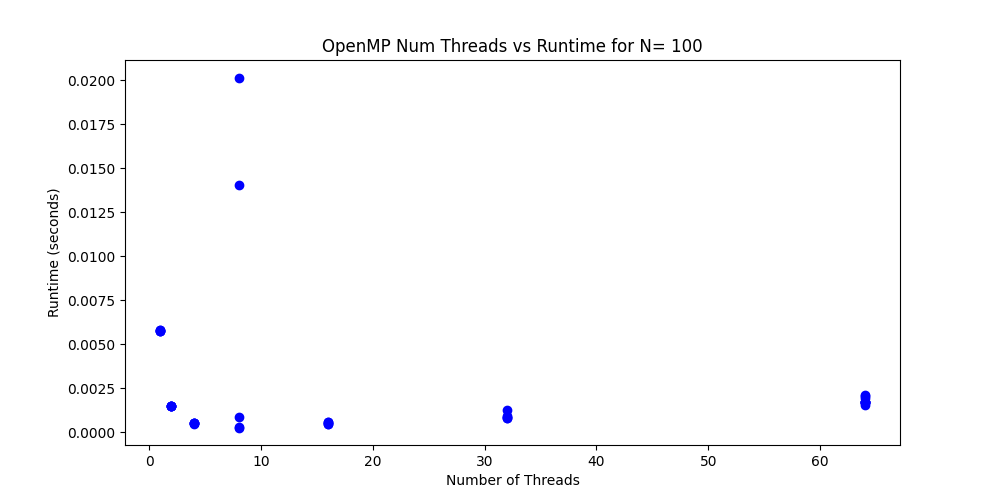 OpenMP Num Threads vs Runtime for N= 100
0.0200
0.0175
0.0150
0.0125
0.0100
0.0075
0.0050
0.0025
0.0000
Runtime (seconds)
0 10 20 30 40 50 60
Number of Threads